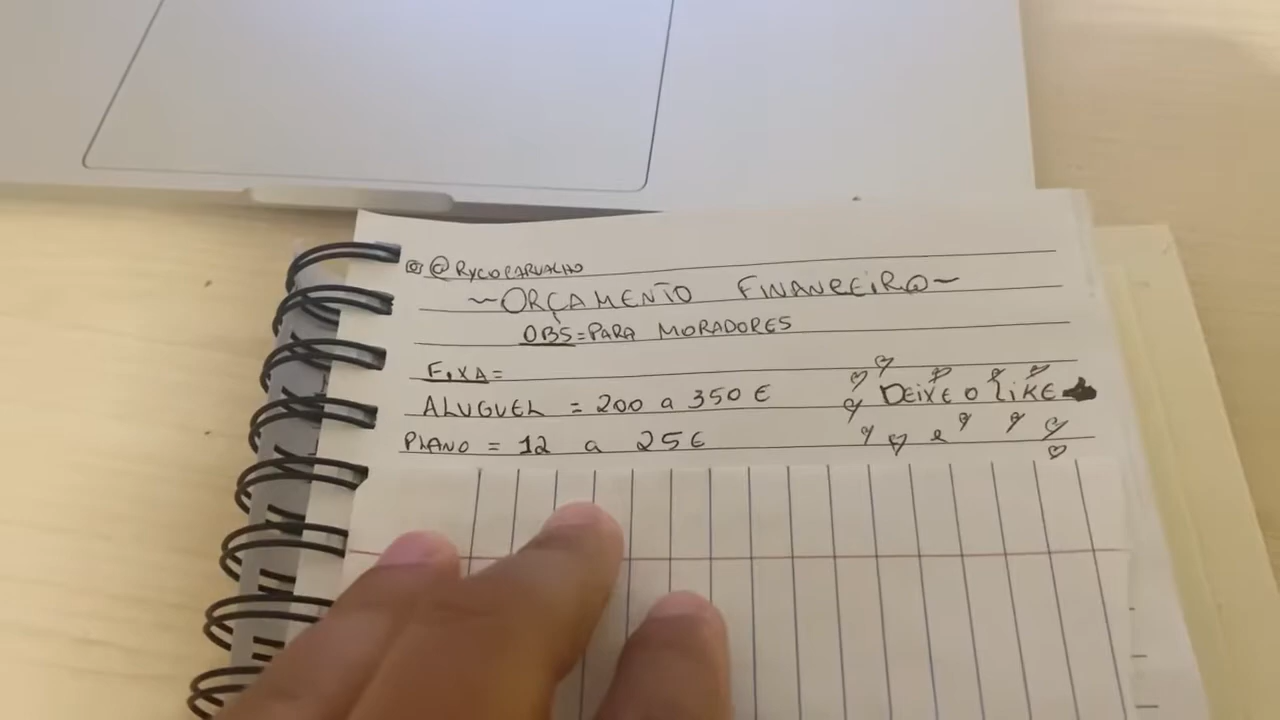 @RYCOCARVALHO
~ORÇAMENTO FINANCEIRO~
OBS=PARA MORADORES
FIXA=
ALUGUEL = 200 a 350 €
DEIXE O LIKE
PLANO = 12 a 25€